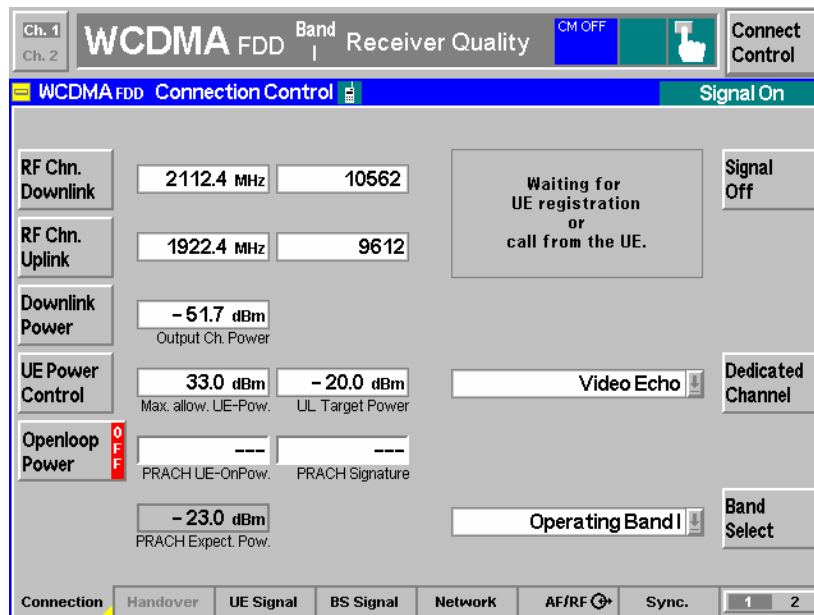 Ch. 1
Ch. 2
WCDMA FDD Band I Receiver Quality
CM OFF
Connect Control
WCDMA FDD Connection Control
Signal On
RF Chn. Downlink
2112.4 MHz
10562
Waiting for
UE registration
or
call from the UE.
Signal Off
RF Chn. Uplink
1922.4 MHz
9612
Downlink Power
-51.7 dBm
Output Ch. Power
UE Power Control
33.0 dBm
-20.0 dBm
Max. allow. UE-Pow.
UL Target Power
Video Echo
Dedicated Channel
Openloop Power
OFF
---
---
PRACH UE-OnPow.
PRACH Signature
-23.0 dBm
PRACH Expect. Pow.
Operating Band I
Band Select
Connection
Handover
UE Signal
BS Signal
Network
AF/RF
Sync.
1 2